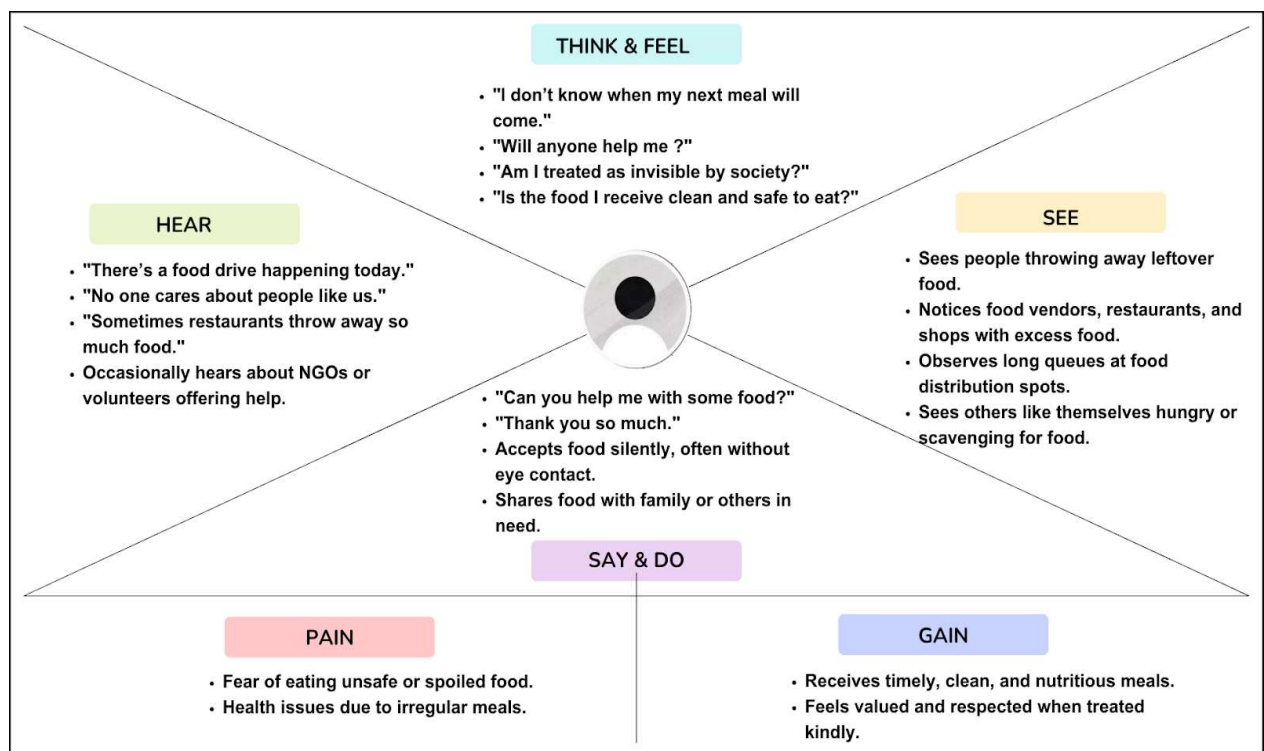 THINK & FEEL
• "I don’t know when my next meal will
come."
• "Will anyone help me ?"
• "Am I treated as invisible by society?"
• "Is the food I receive clean and safe to eat?"
HEAR
• "There’s a food drive happening today."
• "No one cares about people like us."
• "Sometimes restaurants throw away so
much food."
• Occasionally hears about NGOs or
volunteers offering help.
SEE
• Sees people throwing away leftover
food.
• Notices food vendors, restaurants, and
shops with excess food.
• Observes long queues at food
distribution spots.
• Sees others like themselves hungry or
scavenging for food.
• "Can you help me with some food?"
• "Thank you so much."
• Accepts food silently, often without
eye contact.
• Shares food with family or others in
need.
SAY & DO
PAIN
• Fear of eating unsafe or spoiled food.
• Health issues due to irregular meals.
GAIN
• Receives timely, clean, and nutritious meals.
• Feels valued and respected when treated
kindly.